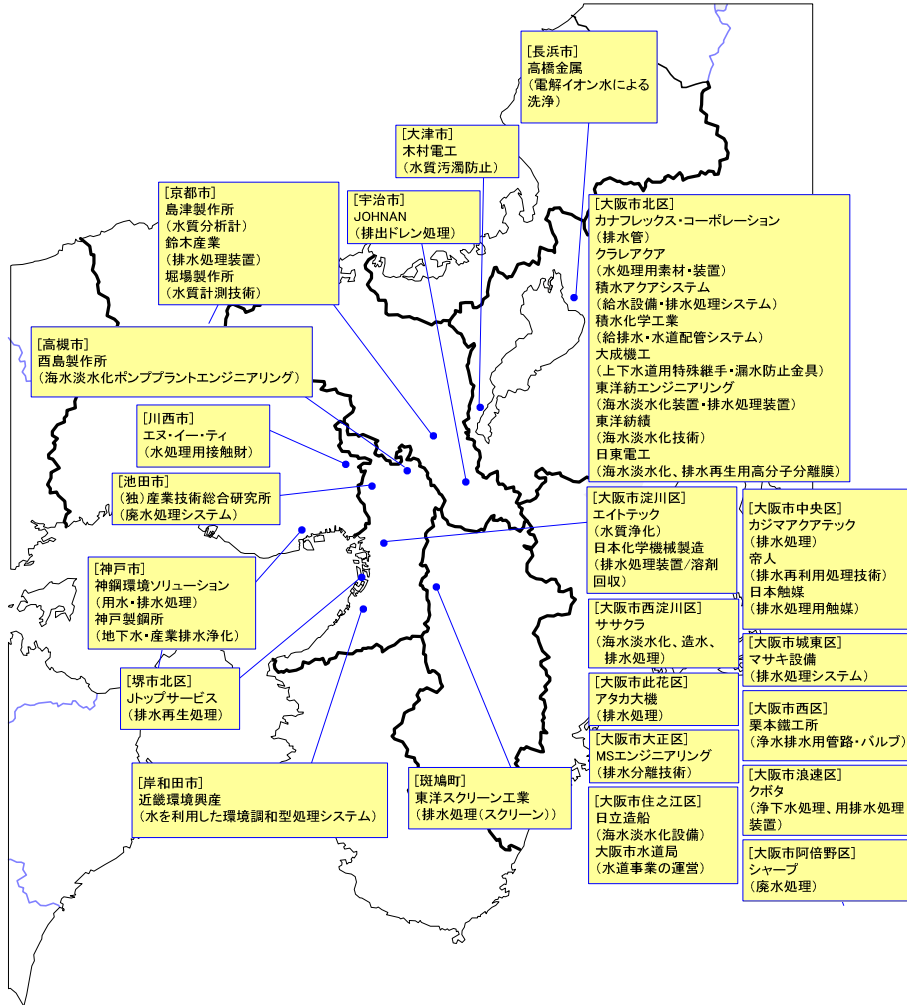 [長浜市]
高橋金属
(電解イオン水による
洗浄)
[大津市]
木村電工
(水質汚濁防止)
[京都市]
島津製作所
(水質分析計)
鈴木産業
(排水処理装置)
堀場製作所
(水質計測技術)
[宇治市]
JOHNAN
(排出ドレン処理)
[大阪市北区]
カナフレックス・コーポレーション
(排水管)
クラレアクア
(水処理用素材・装置)
積水アクアシステム
(給水設備・排水処理システム)
積水化学工業
(給排水・水道配管システム)
大成機工
(上下水道用特殊継手・漏水防止金具)
東洋紡エンジニアリング
(海水淡水化装置・排水処理装置)
東洋紡績
(海水淡水化技術)
日東電工
(海水淡水化、排水再生用高分子分離膜)
[高槻市]
酉島製作所
(海水淡水化ポンププラントエンジニアリング)
[川西市]
エヌ・イー・ティ
(水処理用接触財)
[池田市]
(独)産業技術総合研究所
(廃水処理システム)
[神戸市]
神鋼環境ソリューション
(用水・排水処理)
神戸製鋼所
(地下水・産業排水浄化)
[堺市北区]
Jトップサービス
(排水再生処理)
[岸和田市]
近畿環境興産
(水を利用した環境調和型処理システム)
[斑鳩町]
東洋スクリーン工業
(排水処理(スクリーン))
[大阪市淀川区]
エイトテック
(水質浄化)
日本化学機械製造
(排水処理装置/溶剤
回収)
[大阪市西淀川区]
ササクラ
(海水淡水化、造水、
排水処理)
[大阪市此花区]
アタカ大機
(排水処理)
[大阪市大正区]
MSエンジニアリング
(排水分離技術)
[大阪市住之江区]
日立造船
(海水淡水化設備)
大阪市水道局
(水道事業の運営)
[大阪市中央区]
カジマアクアテック
(排水処理)
帝人
(排水再利用処理技術)
日本触媒
(排水処理用触媒)
[大阪市城東区]
マサキ設備
(排水処理システム)
[大阪市西区]
栗本鐵工所
(浄水排水用管路・バルブ)
[大阪市浪速区]
クボタ
(浄下水処理、用排水処理
装置)
[大阪市阿倍野区]
シャープ
(廃水処理)